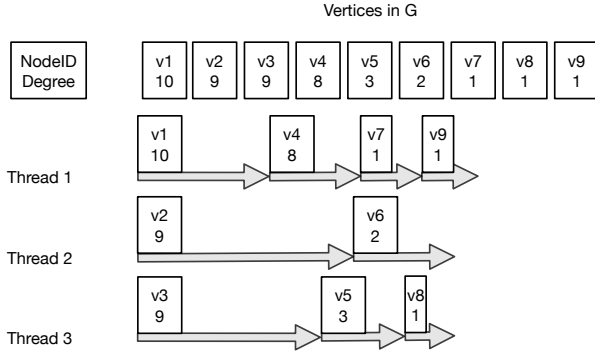 Vertices in G
NodeID v1 v2 v3 v4 v5 v6 v7 v8 v9
Degree 10 9 9 8 3 2 1 1 1
v1 v4 v7 v9
10 8 1 1
Thread 1
v2 v6
9 2
Thread 2
v3 v5 v8
9 3 1
Thread 3